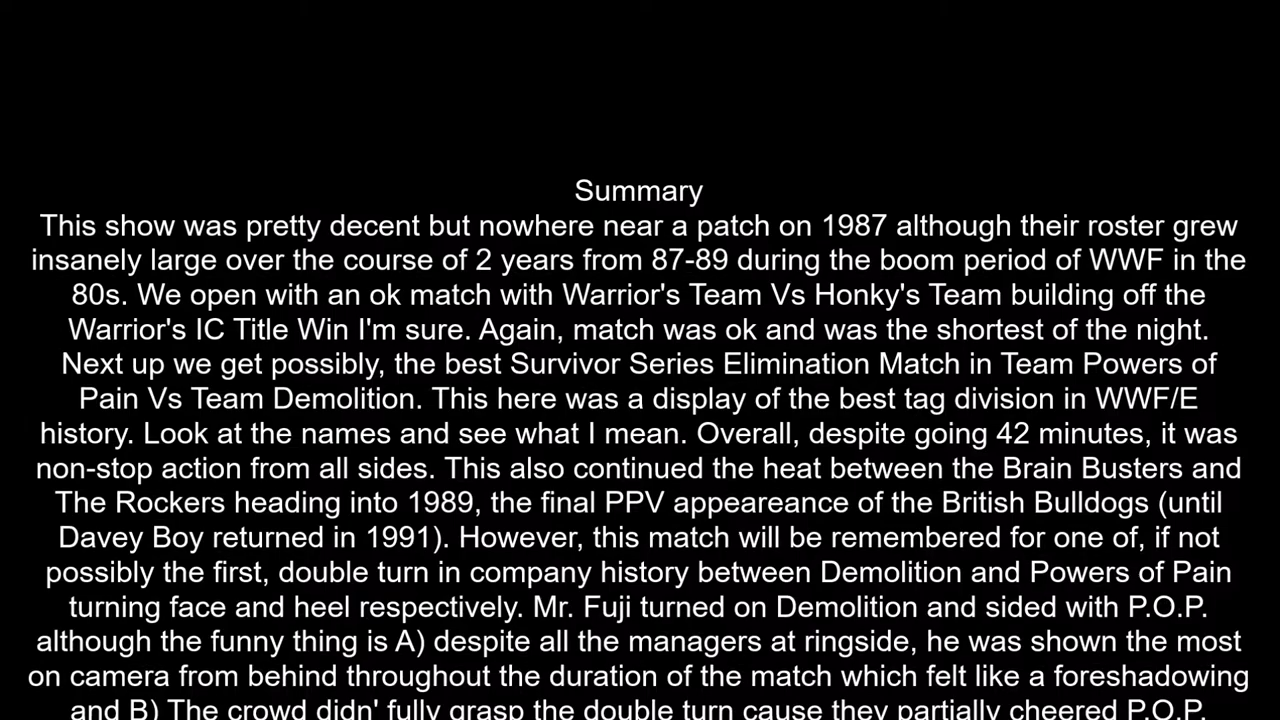 Summary
This show was pretty decent but nowhere near a patch on 1987 although their roster grew
insanely large over the course of 2 years from 87-89 during the boom period of WWF in the
80s. We open with an ok match with Warrior's Team Vs Honky's Team building off the
Warrior's IC Title Win I'm sure. Again, match was ok and was the shortest of the night.
Next up we get possibly, the best Survivor Series Elimination Match in Team Powers of
Pain Vs Team Demolition. This here was a display of the best tag division in WWF/E
history. Look at the names and see what I mean. Overall, despite going 42 minutes, it was
non-stop action from all sides. This also continued the heat between the Brain Busters and
The Rockers heading into 1989, the final PPV appeareance of the British Bulldogs (until
Davey Boy returned in 1991). However, this match will be remembered for one of, if not
possibly the first, double turn in company history between Demolition and Powers of Pain
turning face and heel respectively. Mr. Fuji turned on Demolition and sided with P.O.P.
although the funny thing is A) despite all the managers at ringside, he was shown the most
on camera from behind throughout the duration of the match which felt like a foreshadowing
and B) The crowd didn' fully grasp the double turn cause they partially cheered P.O.P.